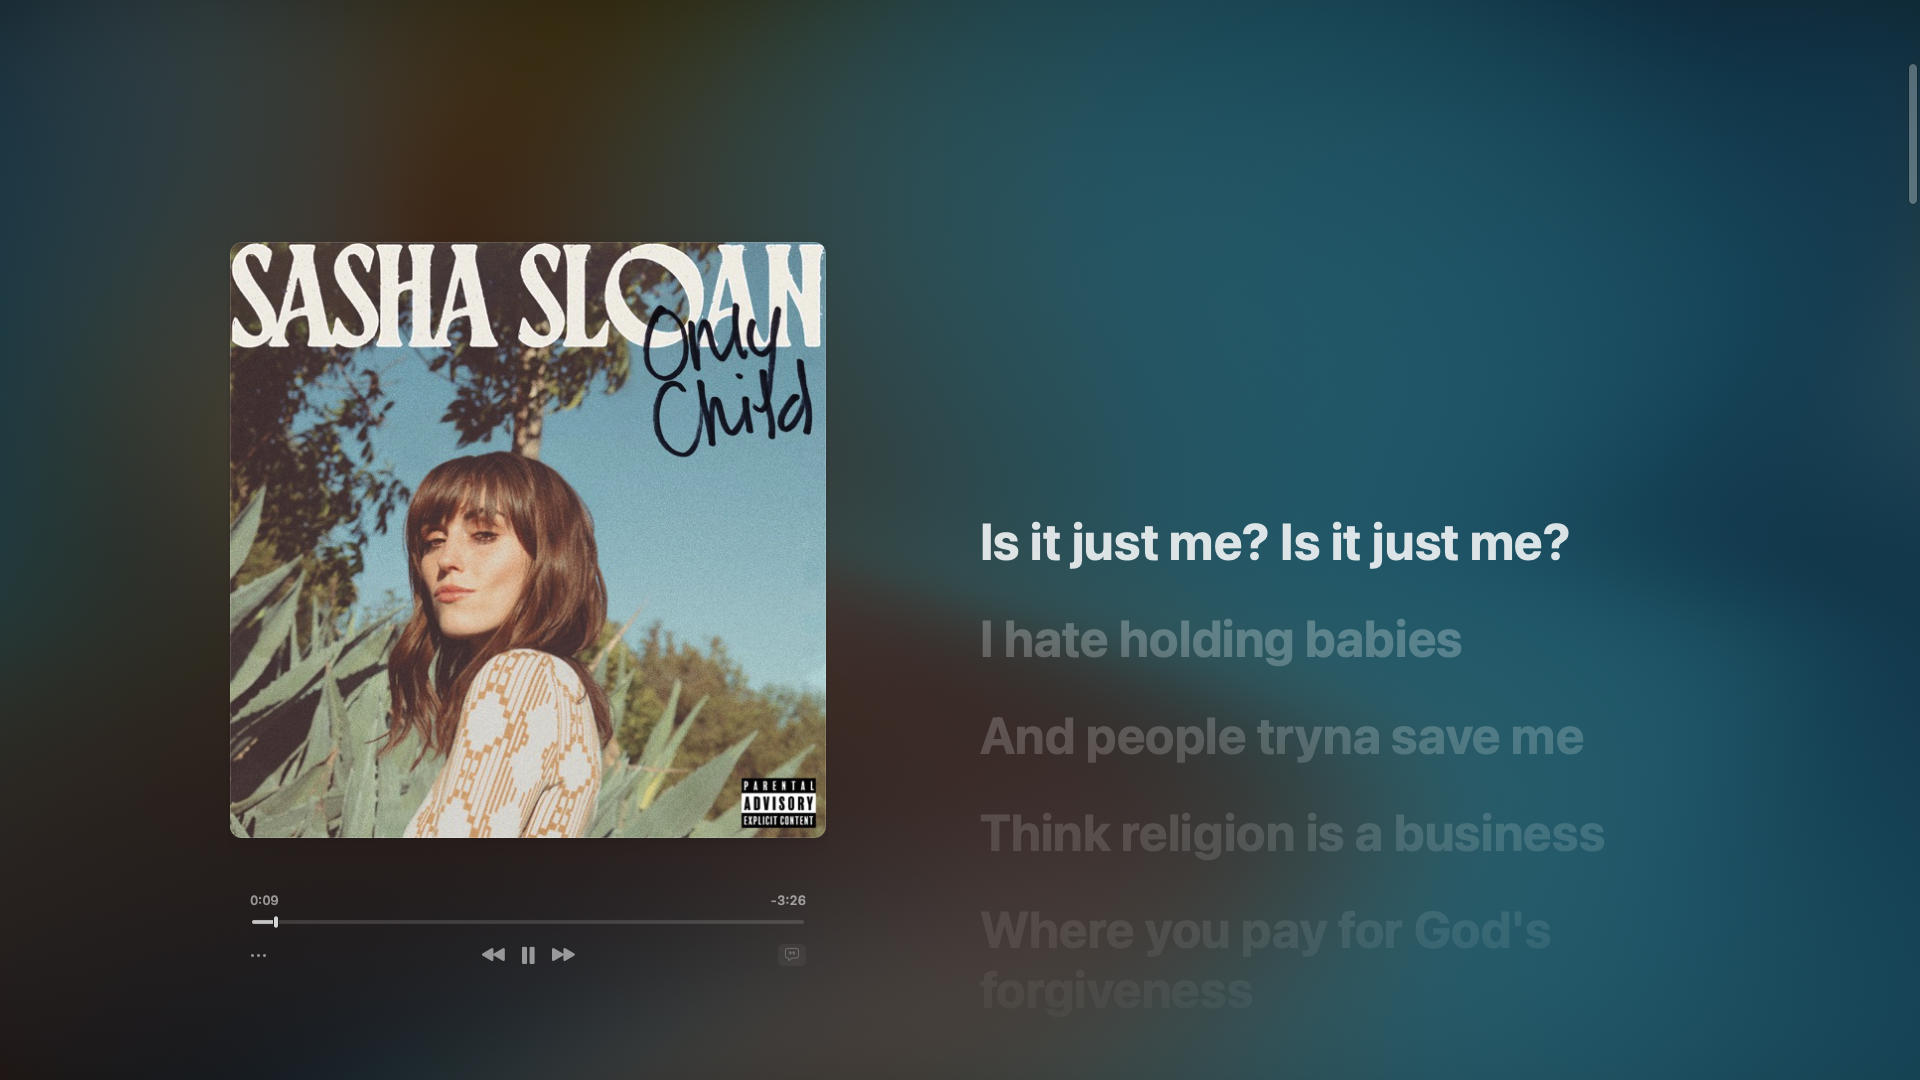 SASHA SLOAN
Only
Child
PARENTAL
ADVISORY
EXPLICIT CONTENT
0:09
-3:26
Is it just me? Is it just me?
I hate holding babies
And people tryna save me
Think religion is a business
Where you pay for God's
forgiveness